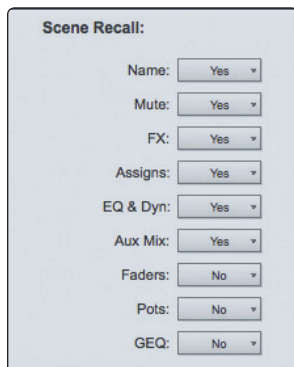 Scene Recall:
Name: Yes
Mute: Yes
FX: Yes
Assigns: Yes
EQ & Dyn: Yes
Aux Mix: Yes
Faders: No
Pots: No
GEQ: No